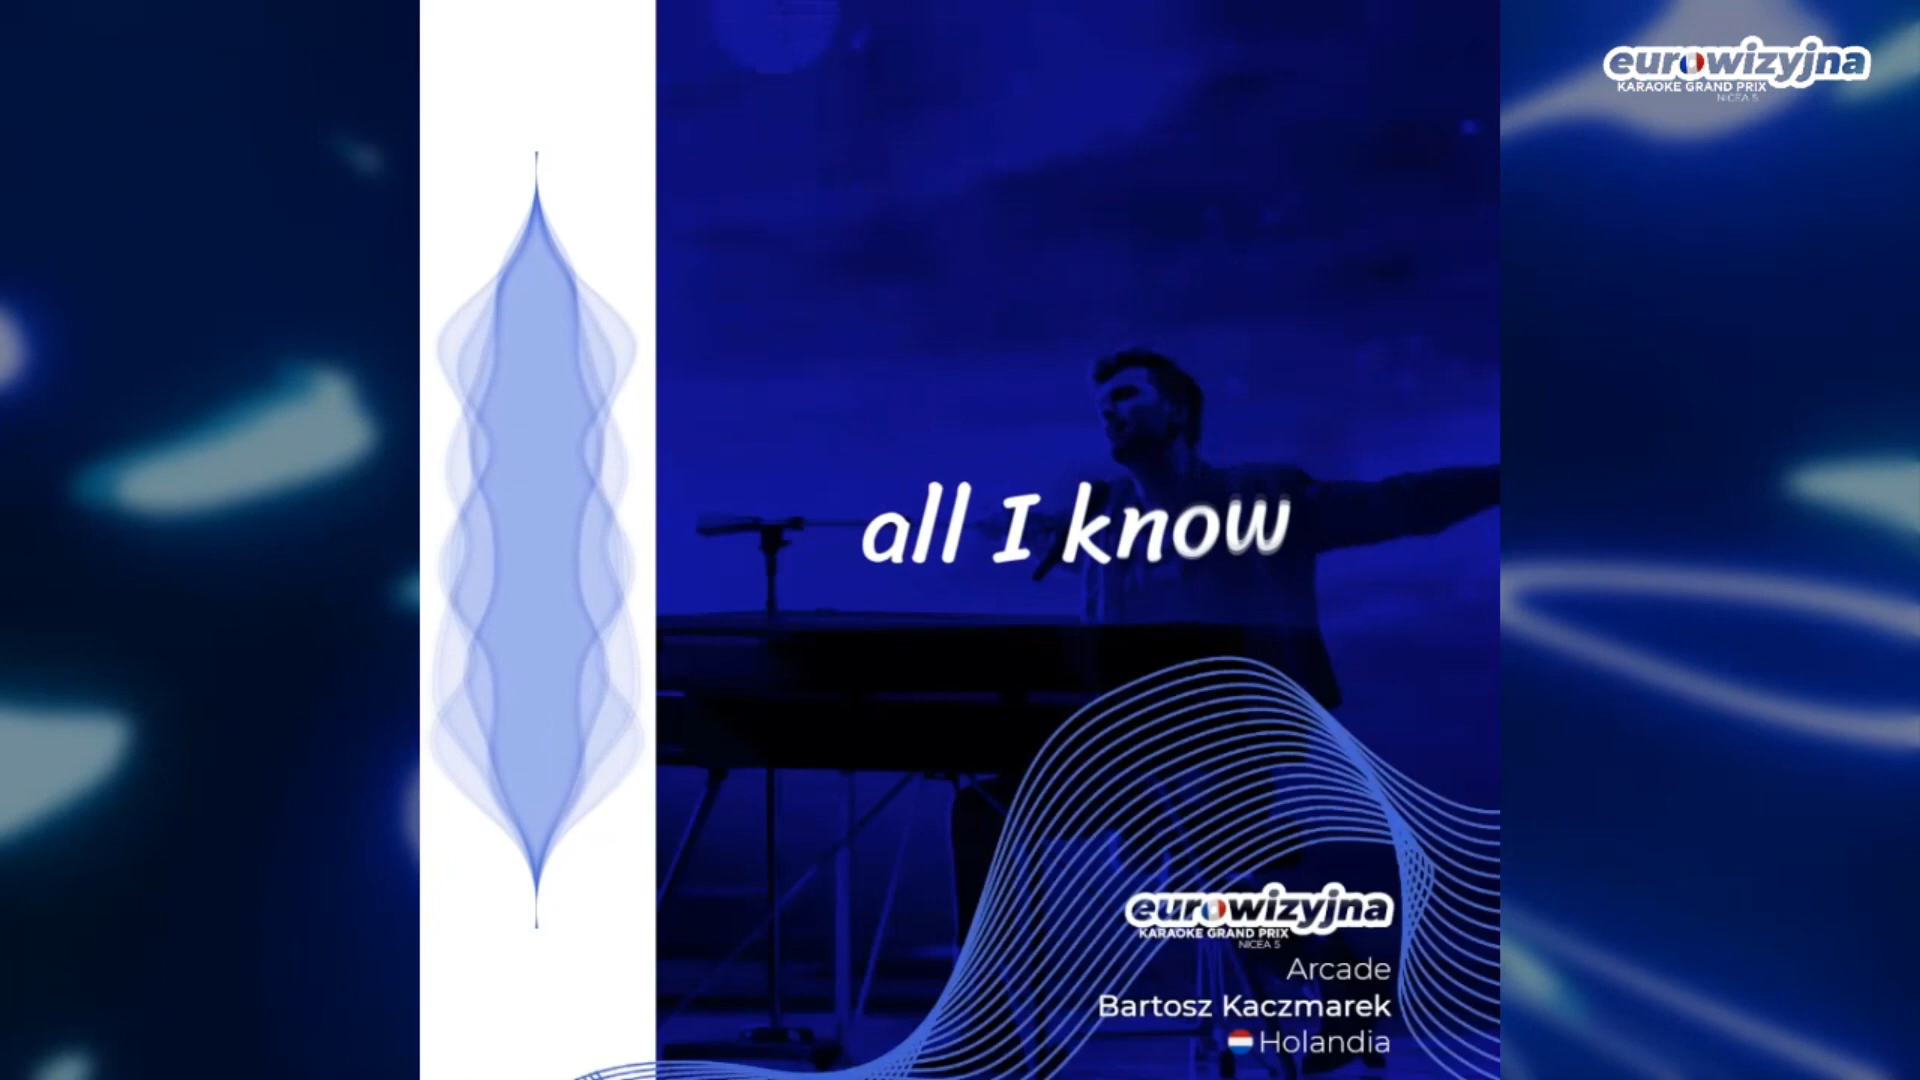 eurowizyjna
KARAOKE GRAND PRIX
NICEA 5
all I know
eurowizyjna
KARAOKE GRAND PRIX
NICEA 5
Arcade
Bartosz Kaczmarek
Holandia